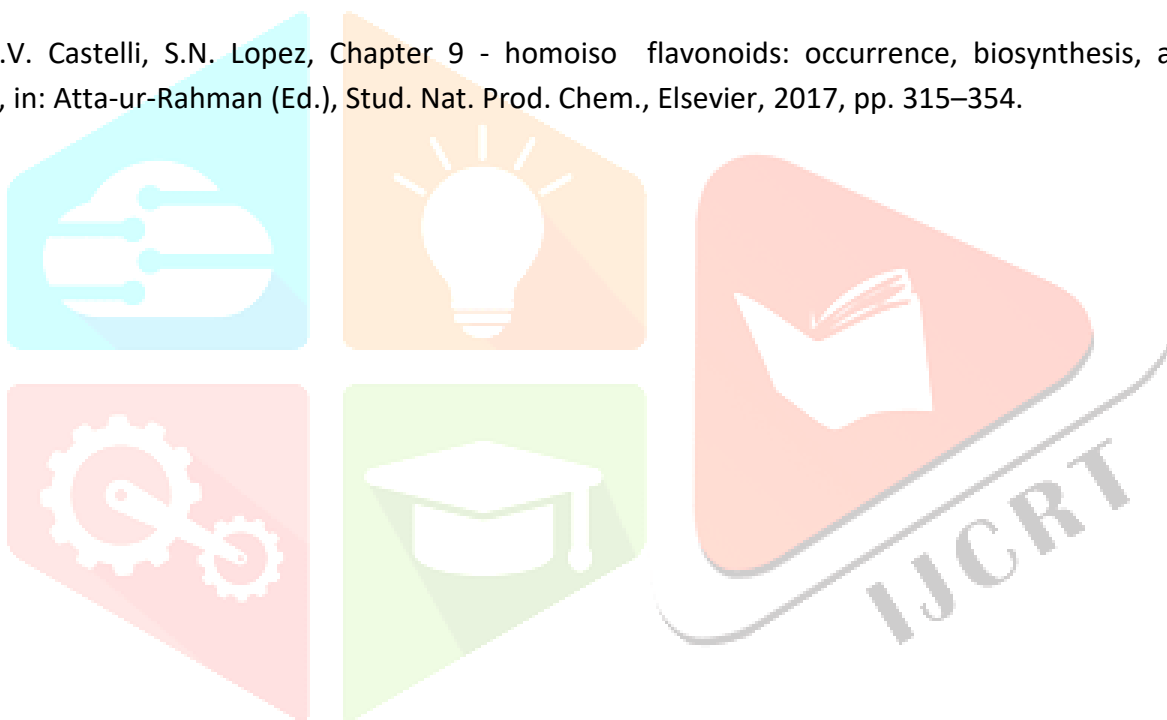 .V. Castelli, S.N. Lopez, Chapter 9 - homoiso flavonoids: occurrence, biosynthesis, a
, in: Atta-ur-Rahman (Ed.), Stud. Nat. Prod. Chem., Elsevier, 2017, pp. 315–354.
IJCRT